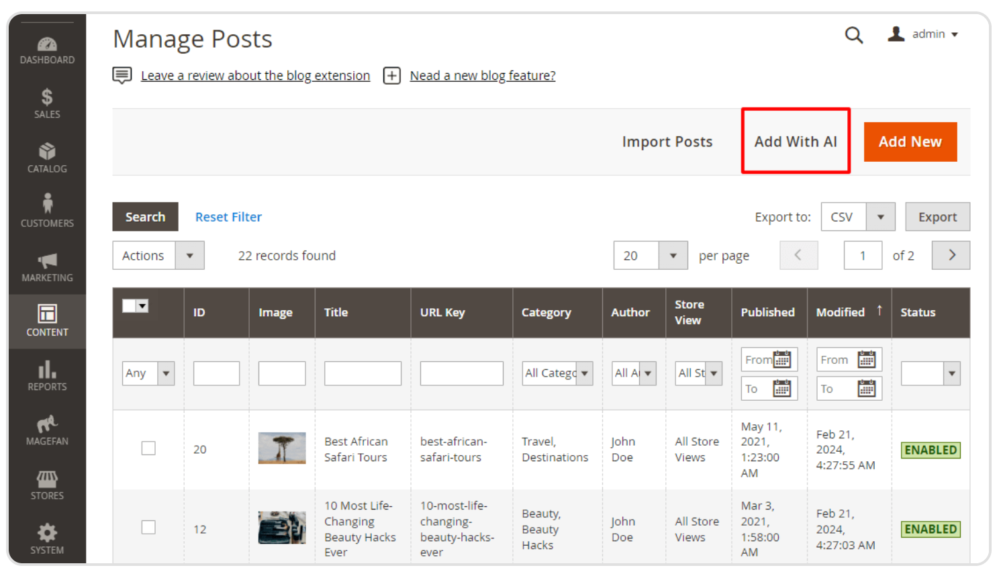 Manage Posts
admin
Leave a review about the blog extension
Nead a new blog feature?
Import Posts
Add With AI
Add New
DASHBOARD
SALES
CATALOG
CUSTOMERS
MARKETING
CONTENT
REPORTS
MAGEFAN
STORES
SYSTEM
Search
Reset Filter
Export to:
CSV
Export
Actions
22 records found
20
per page
1
of 2
ID
Image
Title
URL Key
Category
Author
Store
View
Published
Modified ↑
Status
Any
All Catego
All A
All St
From
To
From
To
20
Best African
Safari Tours
best-african-
safari-tours
Travel,
Destinations
John
Doe
All Store
Views
May 11,
2021,
1:23:00
AM
Feb 21,
2024,
4:27:55 AM
ENABLED
12
10 Most Life-
Changing
Beauty Hacks
Ever
10-most-life-
changing-
beauty-hacks-
ever
Beauty,
Beauty
Hacks
John
Doe
All Store
Views
Mar 3,
2021,
1:58:00
AM
Feb 21,
2024,
4:27:03 AM
ENABLED